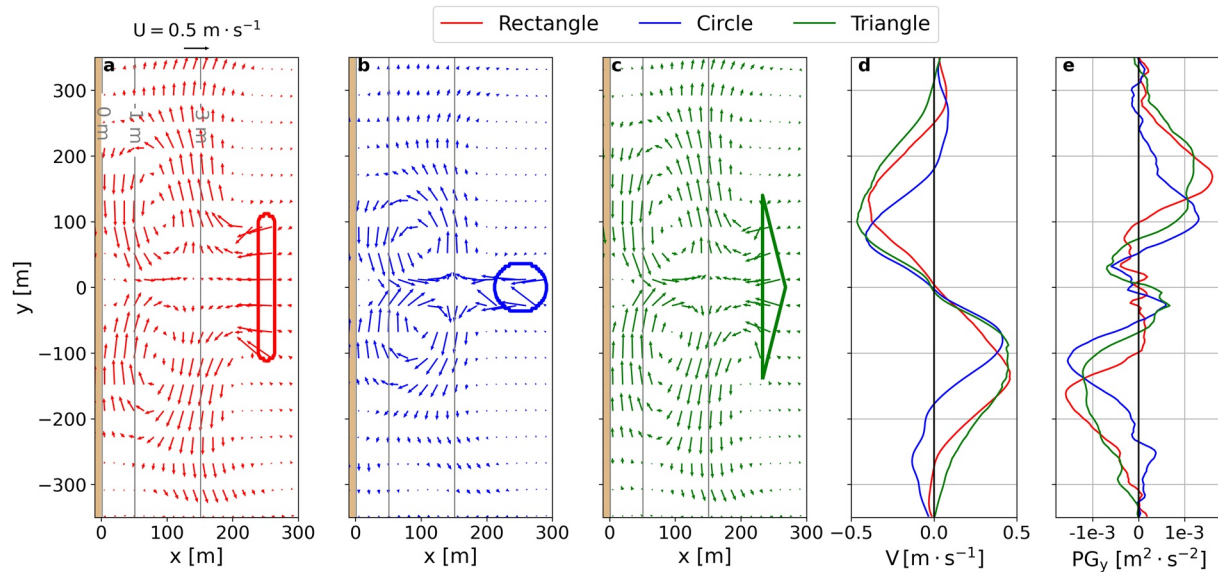 Rectangle Circle Triangle
U = 0.5 m · s⁻¹
a b c d e
0 m
-1 m
-3 m
y [m]
300
200
100
0
−100
−200
−300
0 100 200 300
0 100 200 300
0 100 200 300
−0.5 0.0 0.5
-1e-3 0 1e-3
x [m] x [m] x [m] V [m · s⁻¹] PGy [m² · s⁻²]